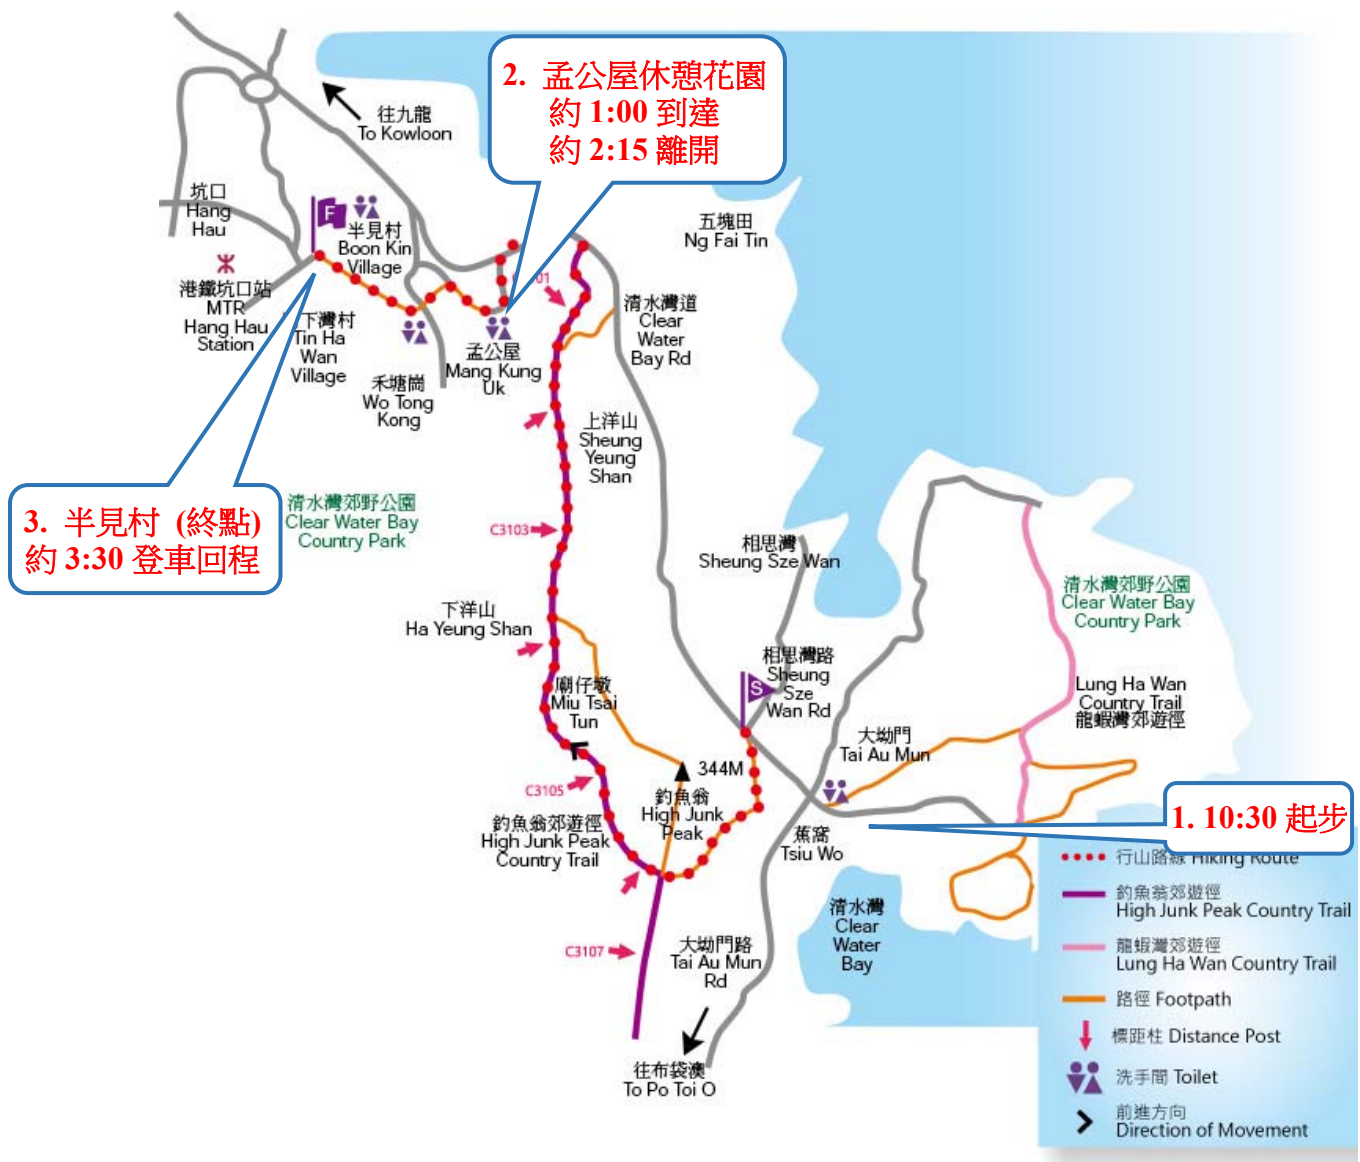 2. 孟公屋休憩花園
約 1:00 到達
約 2:15 離開
往九龍
To Kowloon
坑口
Hang
Hau
F
半見村
Boon Kin
Village
五塊田
Ng Fai Tin
港鐵坑口站
MTR
Hang Hau
Station
下灣村
Tin Ha
Wan
Village
01
清水灣道
Clear
Water
Bay Rd
孟公屋
Mang Kung
Uk
禾塘崗
Wo Tong
Kong
上洋山
Sheung
Yeung
Shan
3. 半見村 (終點)
約 3:30 登車回程
清水灣郊野公園
Clear Water Bay
Country Park
C3103
相思灣
Sheung Sze Wan
清水灣郊野公園
Clear Water Bay
Country Park
下洋山
Ha Yeung Shan
相思灣路
Sheung
Sze
Wan Rd
S
廟仔墩
Miu Tsai
Tun
Lung Ha Wan
Country Trail
龍蝦灣郊遊徑
大坳門
Tai Au Mun
344M
釣魚翁
High Junk
Peak
C3105
釣魚翁郊遊徑
High Junk Peak
Country Trail
蕉窩
Tsiu Wo
1. 10:30 起步
清水灣
Clear
Water
Bay
C3107
大坳門路
Tai Au Mun
Rd
往布袋澳
To Po Toi O
行山路線 Hiking Route
釣魚翁郊遊徑
High Junk Peak Country Trail
龍蝦灣郊遊徑
Lung Ha Wan Country Trail
路徑 Footpath
標距柱 Distance Post
洗手間 Toilet
前進方向
Direction of Movement